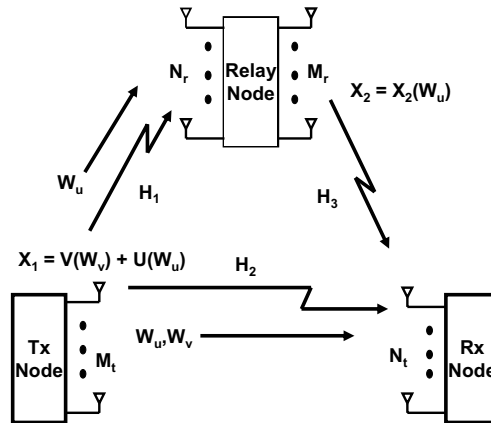 N_r
Relay
Node
M_r
X_2 = X_2(W_u)
W_u
H_1
H_3
X_1 = V(W_v) + U(W_u)
H_2
Tx
Node
M_t
W_u,W_v
N_t
Rx
Node